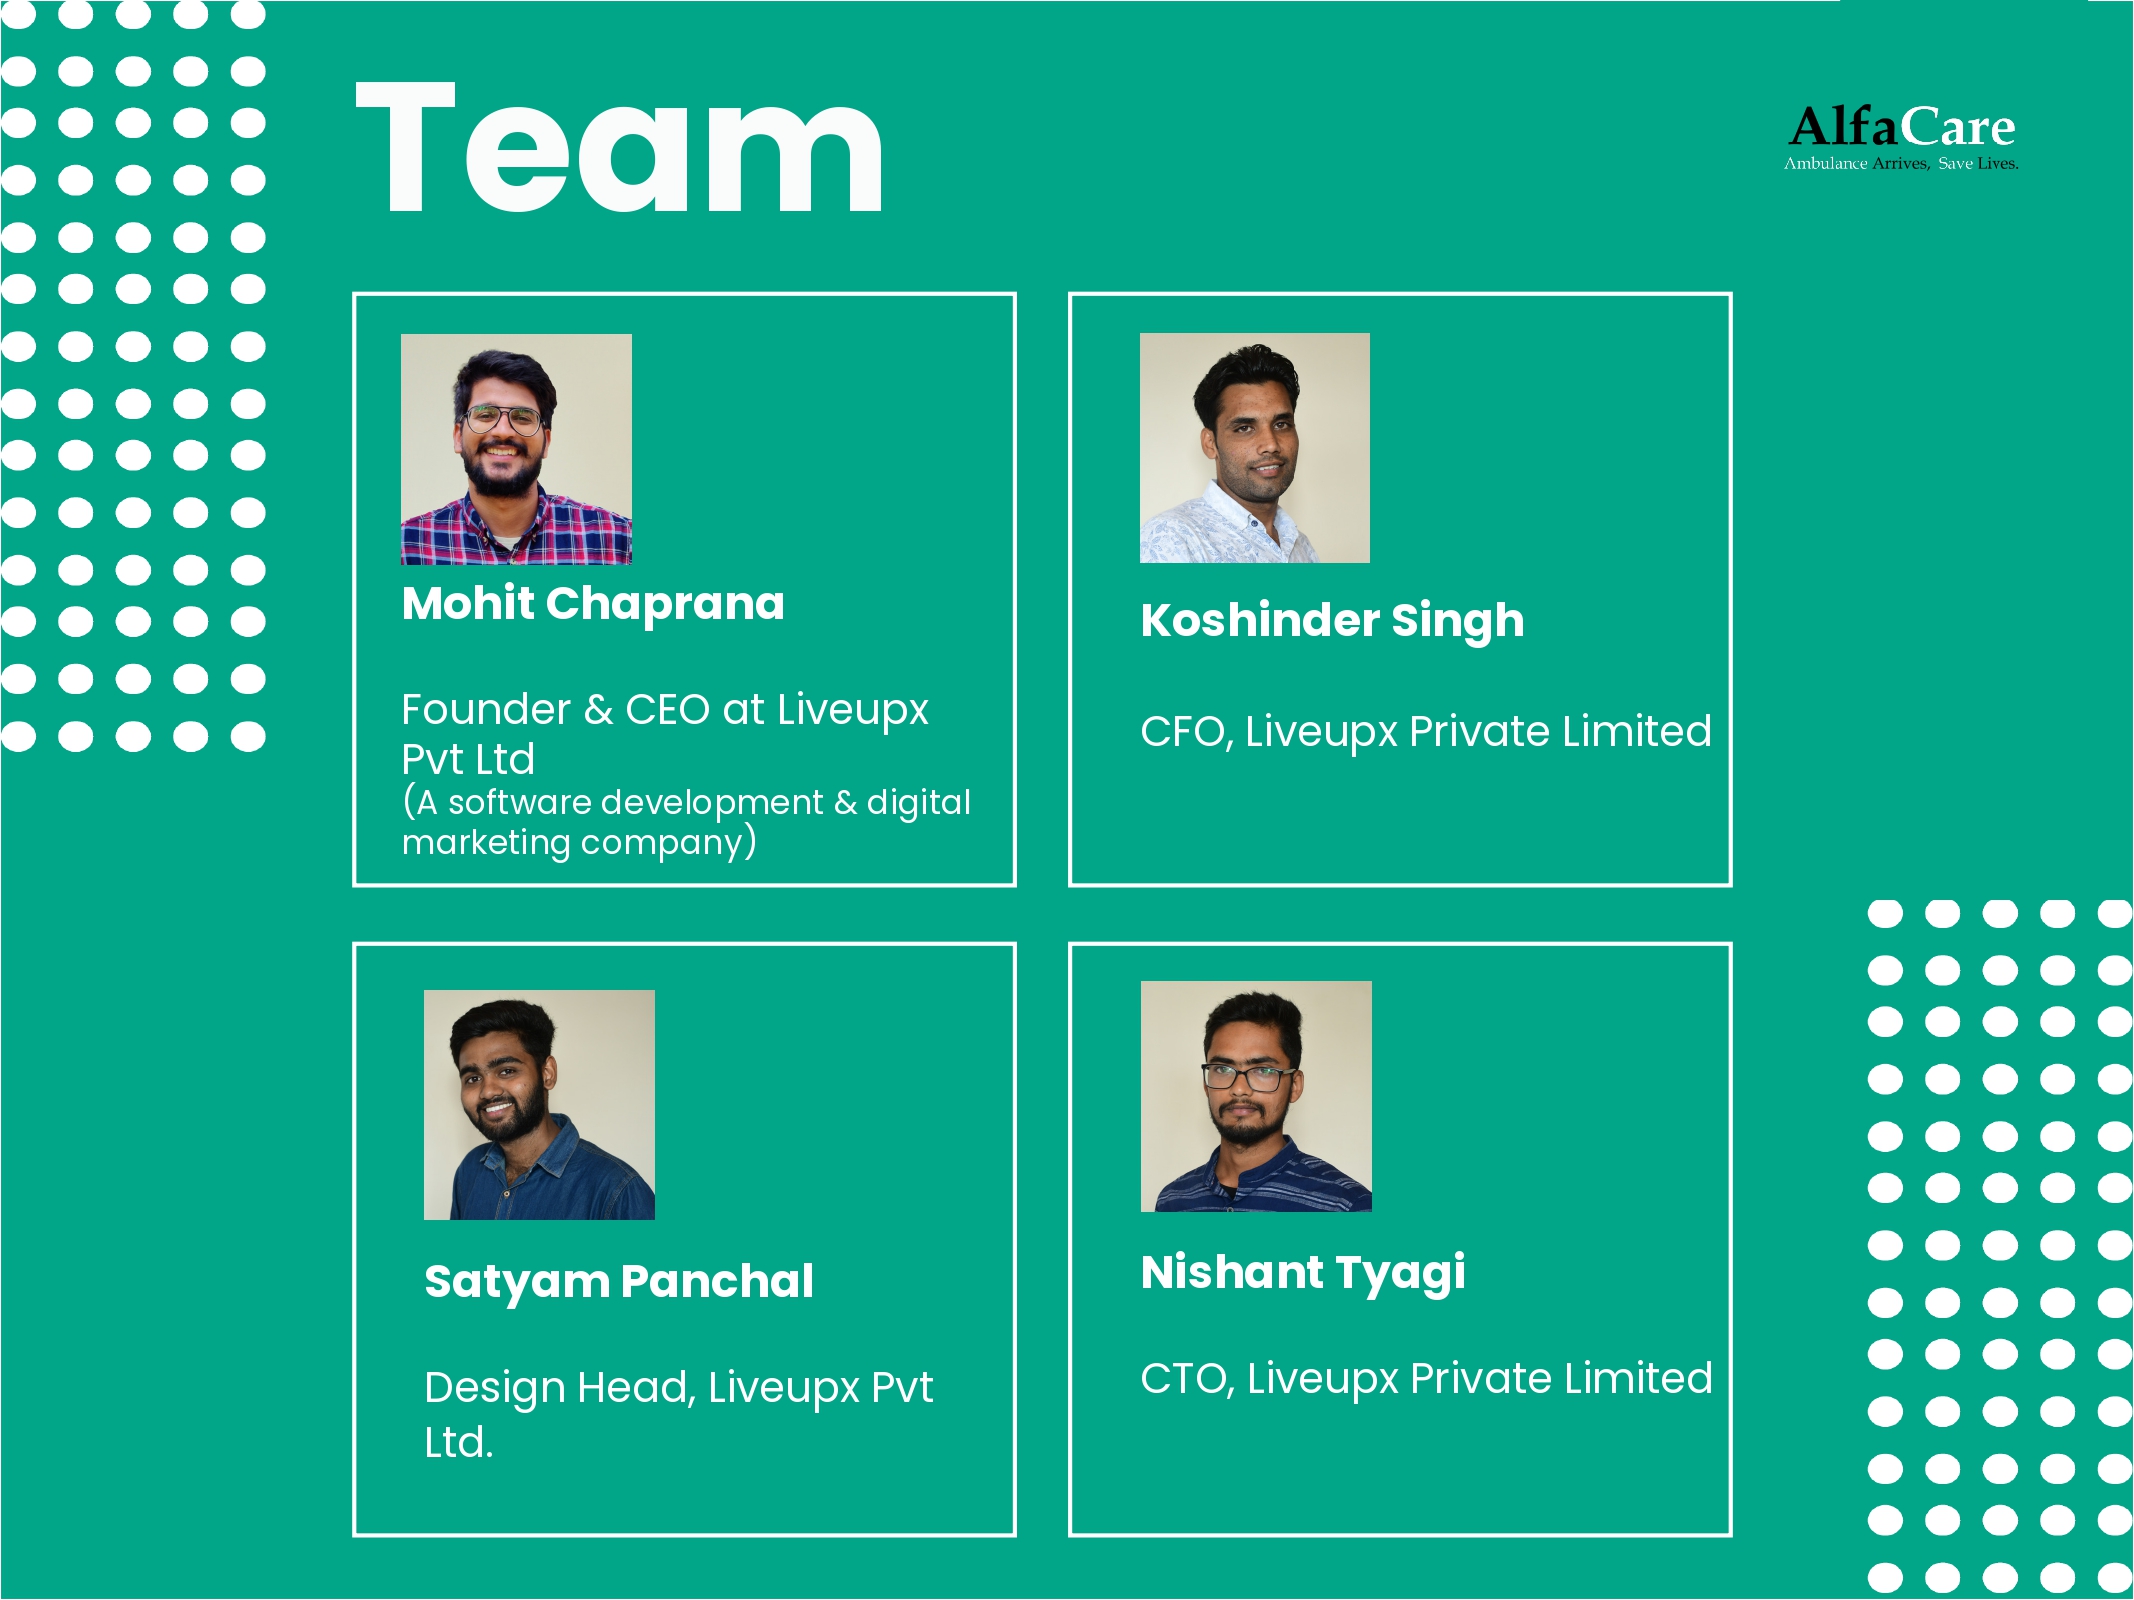 Team
AlfaCare
Ambulance Arrives, Save Lives.
Mohit Chaprana
Founder & CEO at Liveupx
Pvt Ltd
(A software development & digital
marketing company)
Koshinder Singh
CFO, Liveupx Private Limited
Satyam Panchal
Design Head, Liveupx Pvt
Ltd.
Nishant Tyagi
CTO, Liveupx Private Limited